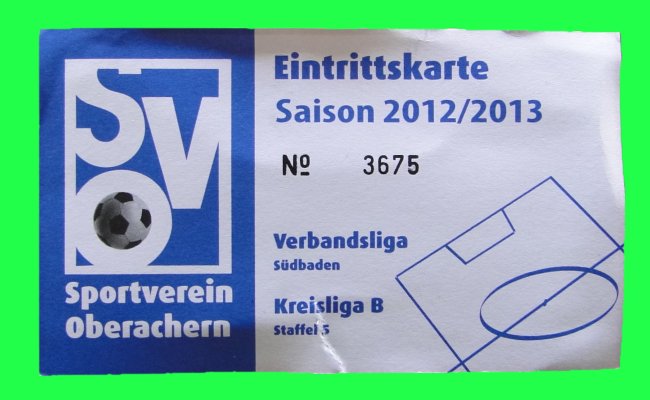 SVO
Sportverein
Oberachern
Eintrittskarte
Saison 2012/2013
Nº 3675
Verbandsliga
Südbaden
Kreisliga B
Staffel 5